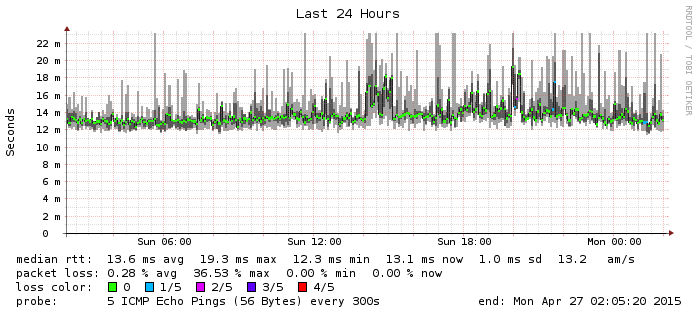 Last 24 Hours
RRDTOOL / TOBI OETIKER
Seconds
22 m
20 m
18 m
16 m
14 m
12 m
10 m
8 m
6 m
4 m
2 m
0
Sun 06:00 Sun 12:00 Sun 18:00 Mon 00:00
median rtt: 13.6 ms avg 19.3 ms max 12.3 ms min 13.1 ms now 1.0 ms sd 13.2 am/s
packet loss: 0.28 % avg 36.53 % max 0.00 % min 0.00 % now
loss color: 0 1/5 2/5 3/5 4/5
probe: 5 ICMP Echo Pings (56 Bytes) every 300s end: Mon Apr 27 02:05:20 2015